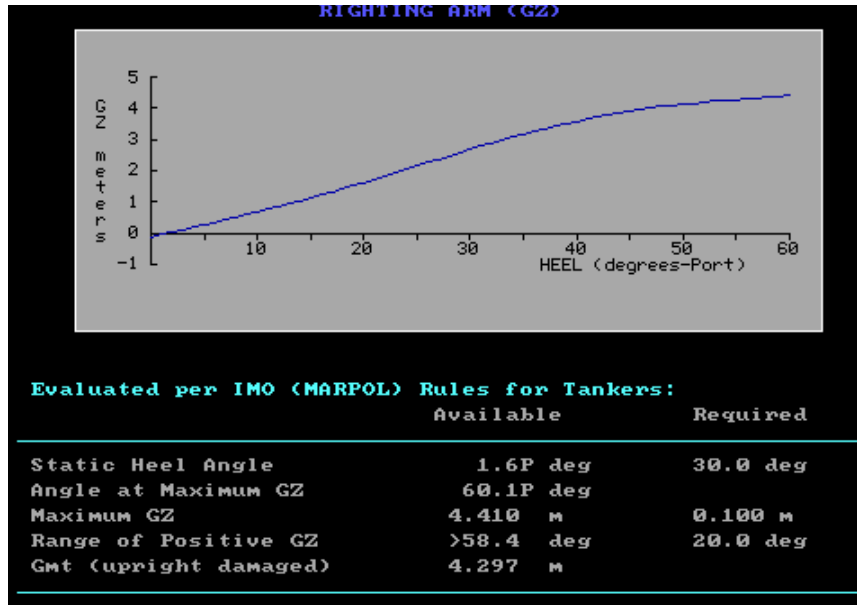 RIGHTING ARM (GZ)
GZ meters
5
4
3
2
1
0
-1
10 20 30 40 50 60
HEEL (degrees-Port)
Evaluated per IMO (MARPOL) Rules for Tankers:
Available Required
Static Heel Angle 1.6P deg 30.0 deg
Angle at Maximum GZ 60.1P deg
Maximum GZ 4.410 m 0.100 m
Range of Positive GZ >58.4 deg 20.0 deg
Gmt (upright damaged) 4.297 m